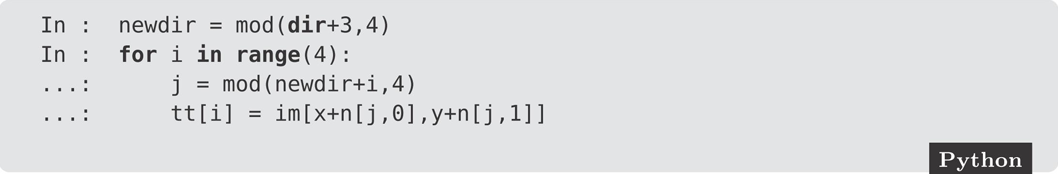 In :  newdir = mod(dir+3,4)
In :  for i in range(4):
...:      j = mod(newdir+i,4)
...:      tt[i] = im[x+n[j,0],y+n[j,1]]
Python